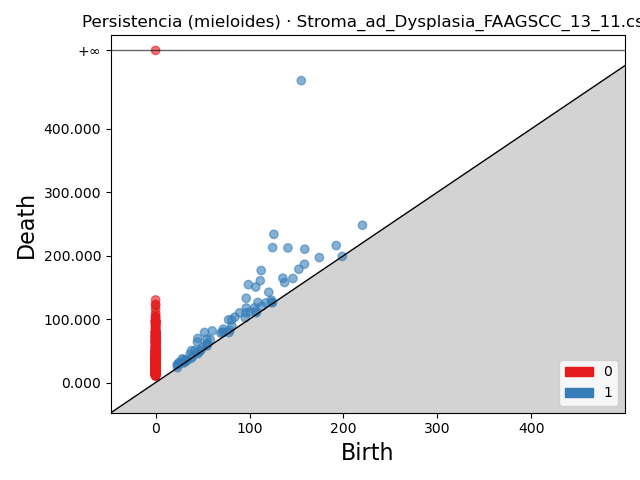 Persistencia (mieloides) · Stroma_ad_Dysplasia_FAAGSCC_13_11.cs
+∞
400.000
300.000
200.000
100.000
0.000
Death
0
1
0 100 200 300 400
Birth